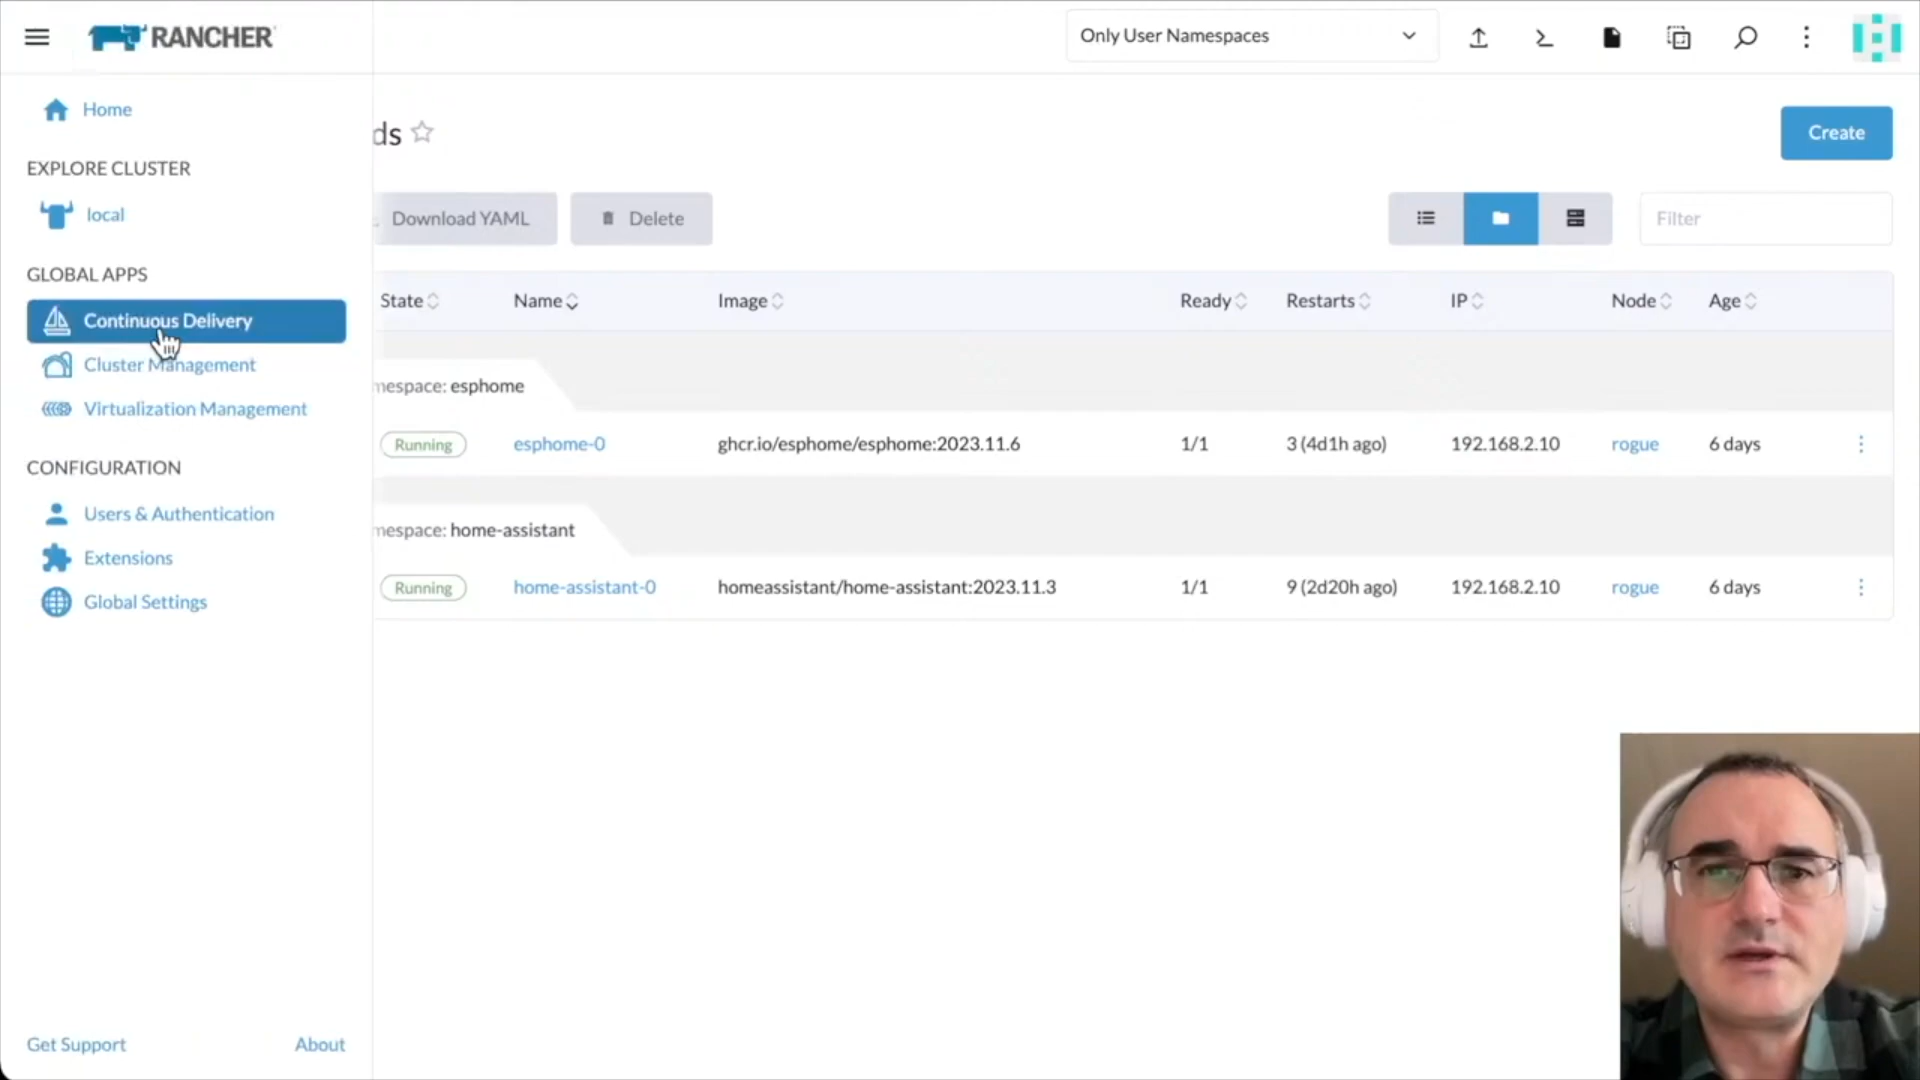 RANCHER
Only User Namespaces
Home
EXPLORE CLUSTER
local
GLOBAL APPS
Continuous Delivery
Cluster Management
Virtualization Management
CONFIGURATION
Users & Authentication
Extensions
Global Settings
Get Support
About
ds
Create
Download YAML
Delete
Filter
State
Name
Image
Ready
Restarts
IP
Node
Age
mespace: esphome
Running
esphome-0
ghcr.io/esphome/esphome:2023.11.6
1/1
3 (4d1h ago)
192.168.2.10
rogue
6 days
mespace: home-assistant
Running
home-assistant-0
homeassistant/home-assistant:2023.11.3
1/1
9 (2d20h ago)
192.168.2.10
rogue
6 days